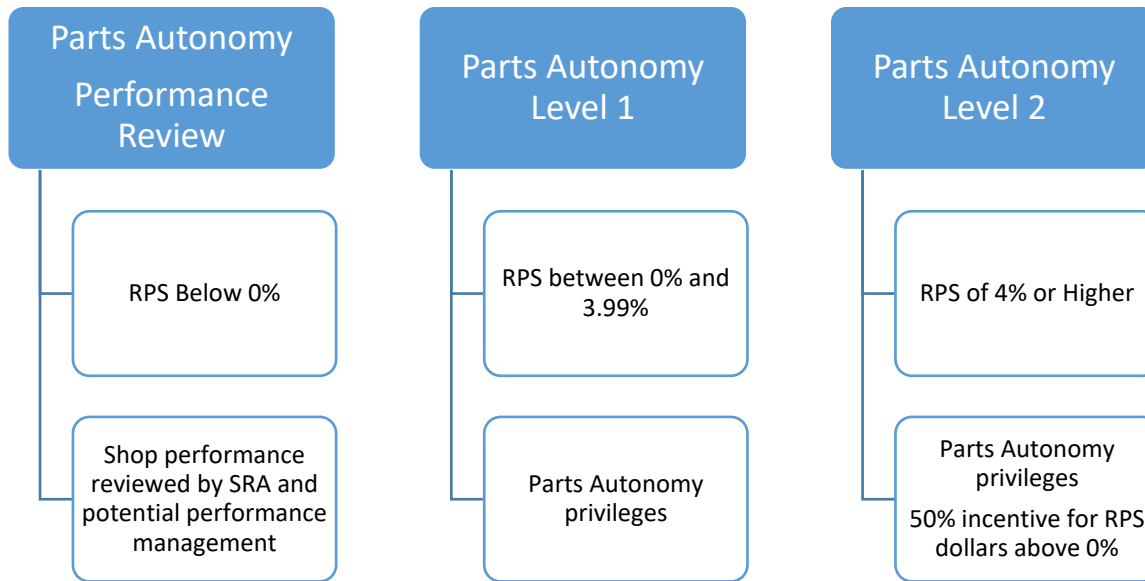 Parts Autonomy
Performance
Review
RPS Below 0%
Shop performance
reviewed by SRA and
potential performance
management
Parts Autonomy
Level 1
RPS between 0% and
3.99%
Parts Autonomy
privileges
Parts Autonomy
Level 2
RPS of 4% or Higher
Parts Autonomy
privileges
50% incentive for RPS
dollars above 0%